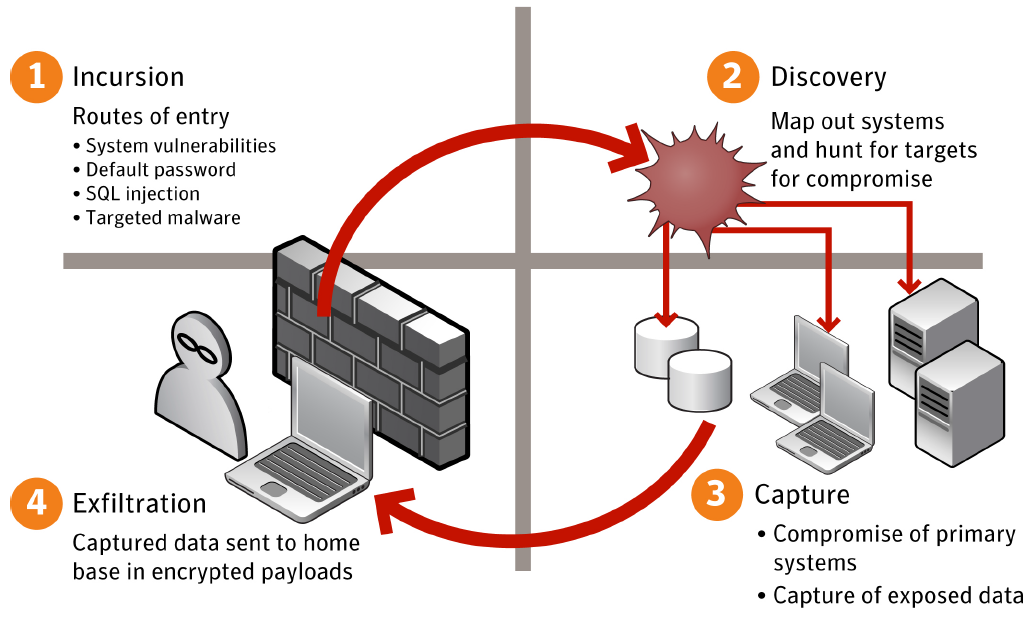 1 Incursion
Routes of entry
• System vulnerabilities
• Default password
• SQL injection
• Targeted malware
2 Discovery
Map out systems
and hunt for targets
for compromise
3 Capture
• Compromise of primary
systems
• Capture of exposed data
4 Exfiltration
Captured data sent to home
base in encrypted payloads